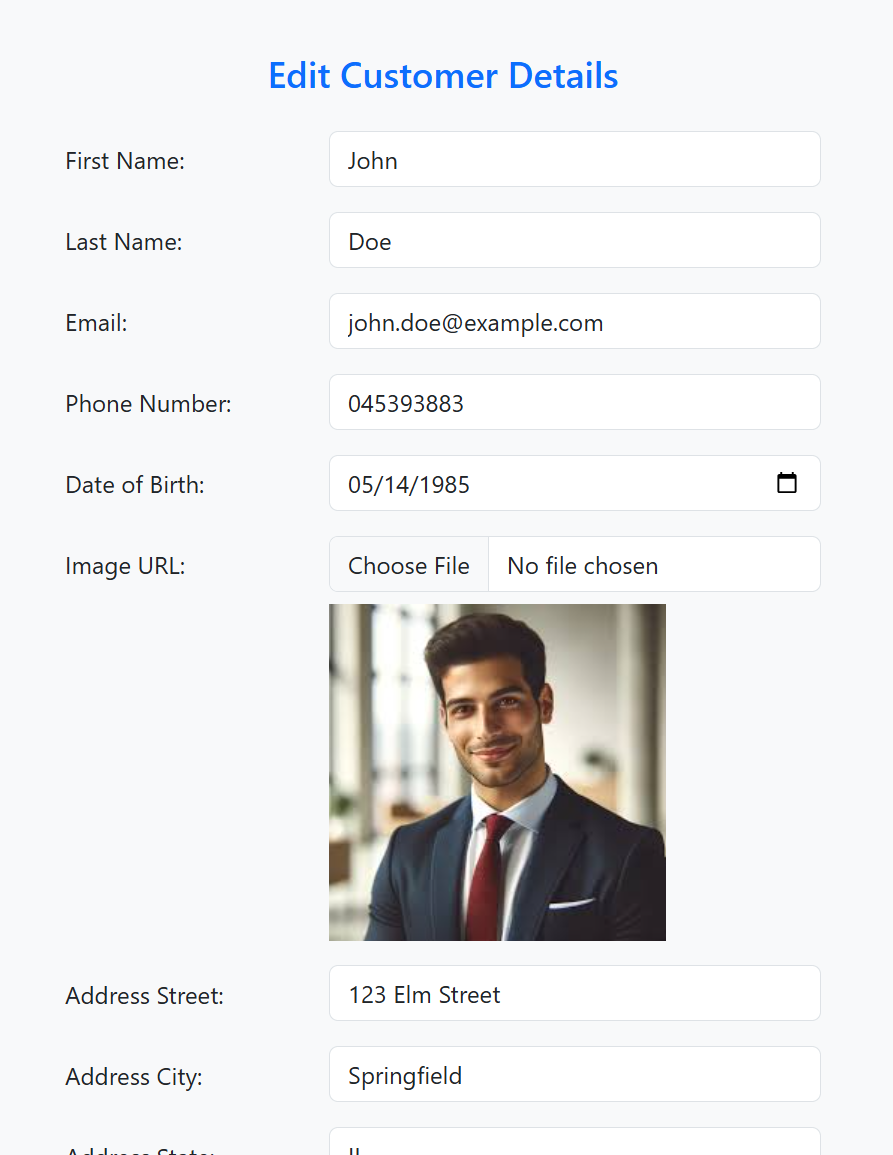 Edit Customer Details
First Name: John
Last Name: Doe
Email: john.doe@example.com
Phone Number: 045393883
Date of Birth: 05/14/1985
Image URL: Choose File No file chosen
Address Street: 123 Elm Street
Address City: Springfield
Address State: